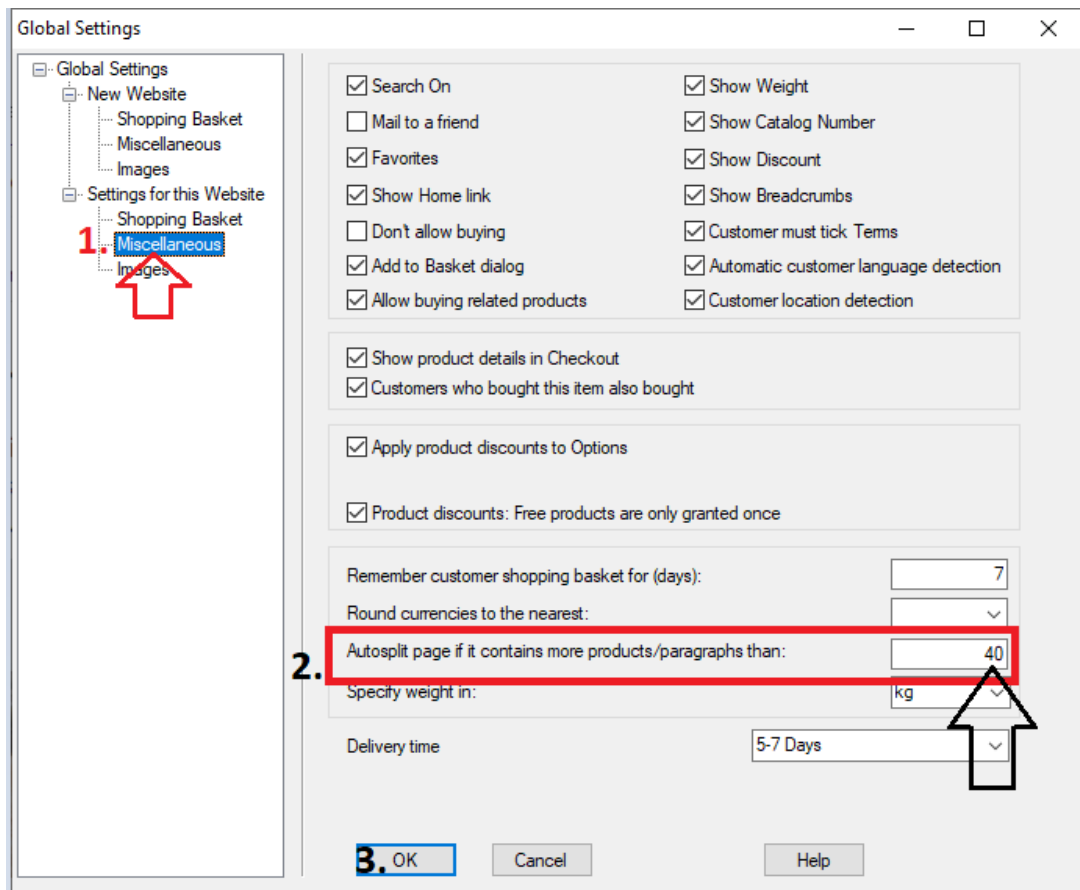 Global Settings
Global Settings
New Website
Shopping Basket
Miscellaneous
Images
Settings for this Website
Shopping Basket
1. Miscellaneous
Images
Search On
Show Weight
Mail to a friend
Show Catalog Number
Favorites
Show Discount
Show Home link
Show Breadcrumbs
Don't allow buying
Customer must tick Terms
Add to Basket dialog
Automatic customer language detection
Allow buying related products
Customer location detection
Show product details in Checkout
Customers who bought this item also bought
Apply product discounts to Options
Product discounts: Free products are only granted once
Remember customer shopping basket for (days): 7
Round currencies to the nearest:
2. Autosplit page if it contains more products/paragraphs than: 40
Specify weight in: kg
Delivery time 5-7 Days
3. OK Cancel Help